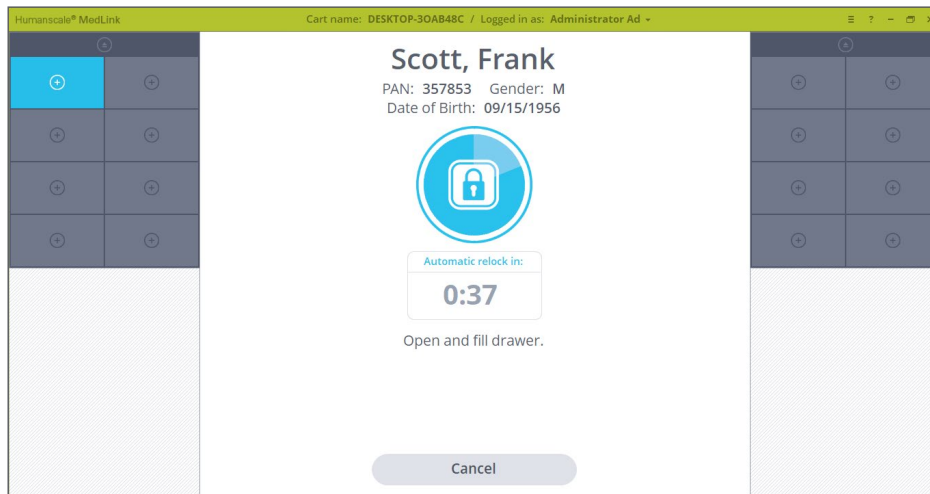 Humanscale® MedLink
Cart name: DESKTOP-3OAB48C / Logged in as: Administrator Ad
Scott, Frank
PAN: 357853 Gender: M
Date of Birth: 09/15/1956
Automatic relock in:
0:37
Open and fill drawer.
Cancel